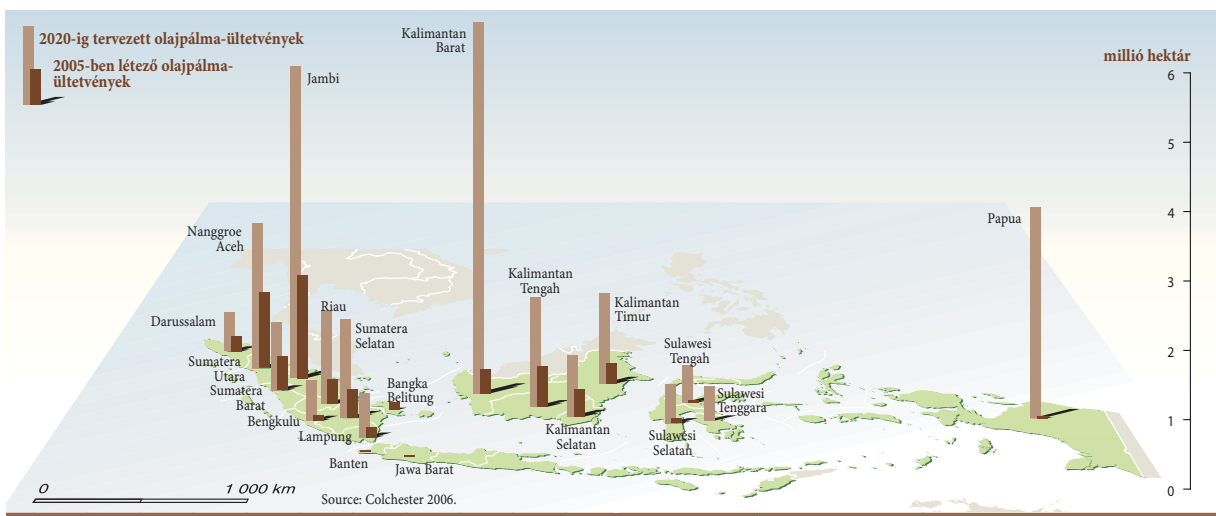 2020-ig tervezett olajpálma-ültetvények
2005-ben létező olajpálma-
ültetvények
Kalimantan
Barat
millió hektár
Jambi
6
5
4
3
2
1
0
Nanggroe
Aceh
Papua
Kalimantan
Tengah
Kalimantan
Timur
Darussalam
Riau
Sumatera
Selatan
Sulawesi
Tengah
Sumatera
Utara
Sumatera
Barat
Bengkulu
Bangka
Belitung
Sulawesi
Tenggara
Lampung
Kalimantan
Selatan
Sulawesi
Selatan
Banten
Jawa Barat
0 1 000 km
Source: Colchester 2006.